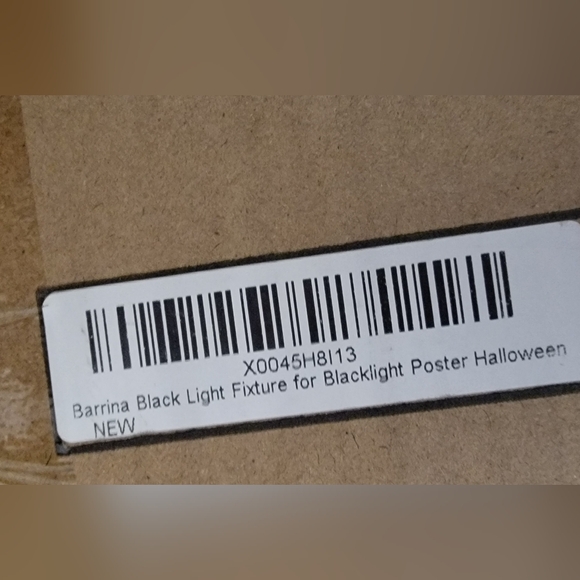 X0045H8I13
Barrina Black Light Fixture for Blacklight Poster Halloween
NEW